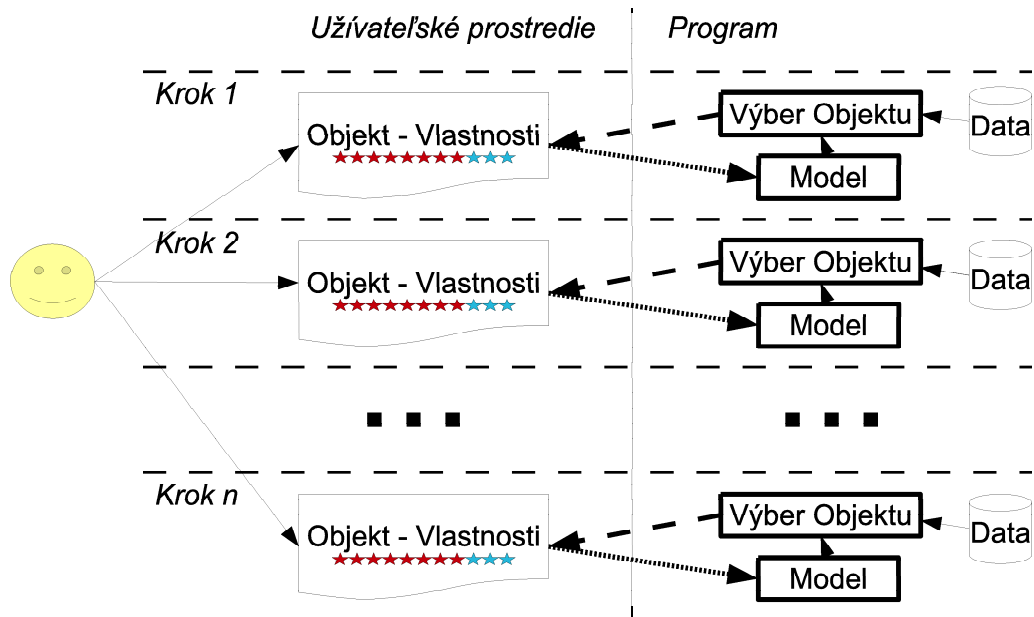 Užívateľské prostredie
Program
Krok 1
Objekt - Vlastnosti
Výber Objektu
Model
Data
Krok 2
Objekt - Vlastnosti
Výber Objektu
Model
Data
Krok n
Objekt - Vlastnosti
Výber Objektu
Model
Data